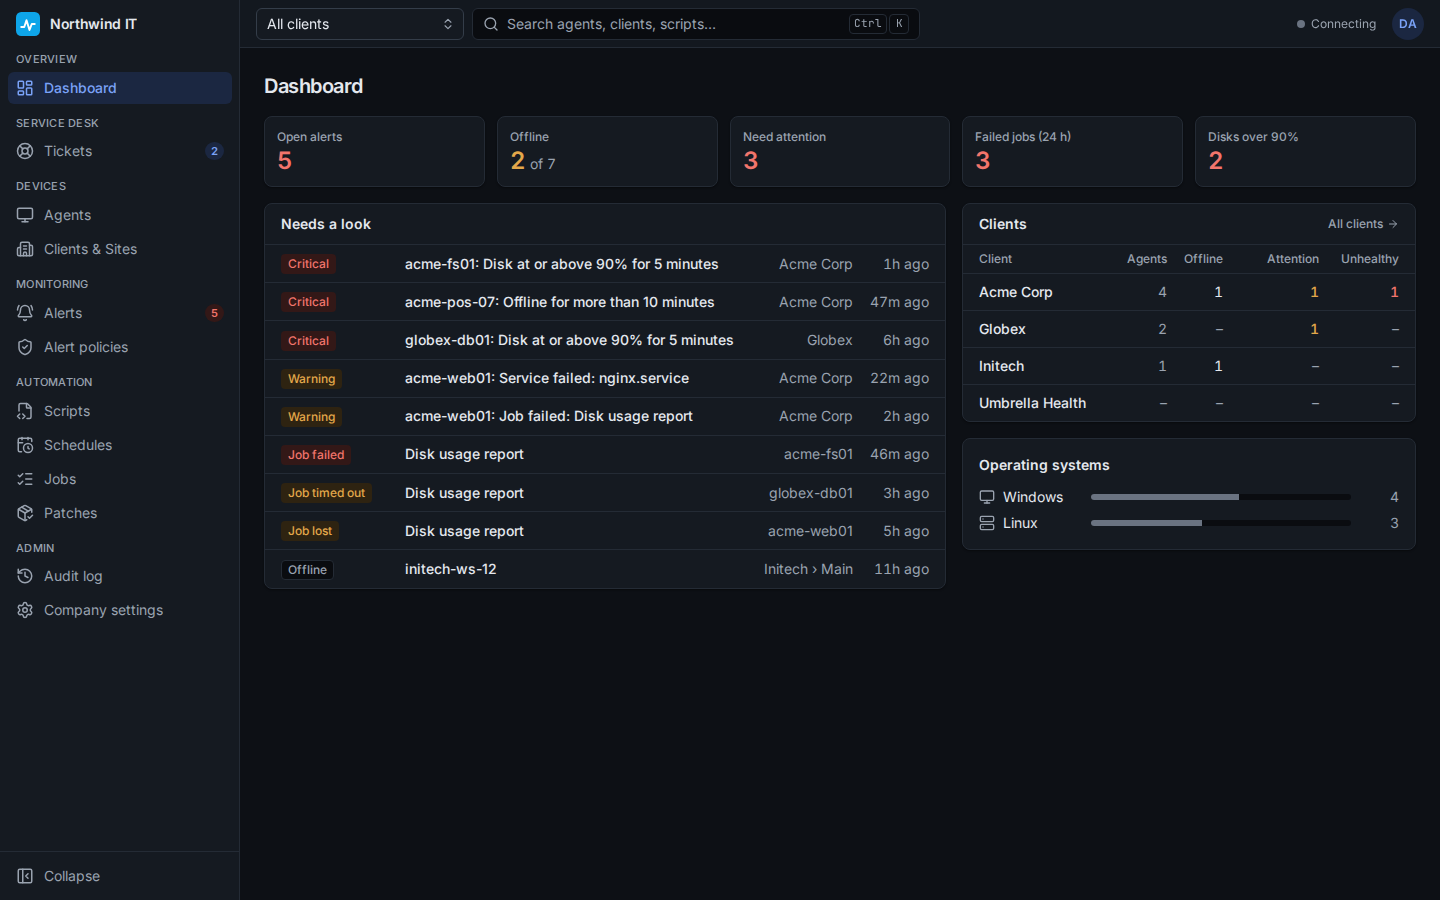 Northwind IT
OVERVIEW
Dashboard
SERVICE DESK
Tickets 2
DEVICES
Agents
Clients & Sites
MONITORING
Alerts 5
Alert policies
AUTOMATION
Scripts
Schedules
Jobs
Patches
ADMIN
Audit log
Company settings
Collapse
All clients
Search agents, clients, scripts... Ctrl K
Connecting
DA
Dashboard
Open alerts
5
Offline
2 of 7
Need attention
3
Failed jobs (24 h)
3
Disks over 90%
2
Needs a look
Critical acme-fs01: Disk at or above 90% for 5 minutes Acme Corp 1h ago
Critical acme-pos-07: Offline for more than 10 minutes Acme Corp 47m ago
Critical globex-db01: Disk at or above 90% for 5 minutes Globex 6h ago
Warning acme-web01: Service failed: nginx.service Acme Corp 22m ago
Warning acme-web01: Job failed: Disk usage report Acme Corp 2h ago
Job failed Disk usage report acme-fs01 46m ago
Job timed out Disk usage report globex-db01 3h ago
Job lost Disk usage report acme-web01 5h ago
Offline initech-ws-12 Initech › Main 11h ago
Clients All clients →
Client Agents Offline Attention Unhealthy
Acme Corp 4 1 1 1
Globex 2 – 1 –
Initech 1 1 – –
Umbrella Health – – – –
Operating systems
Windows 4
Linux 3